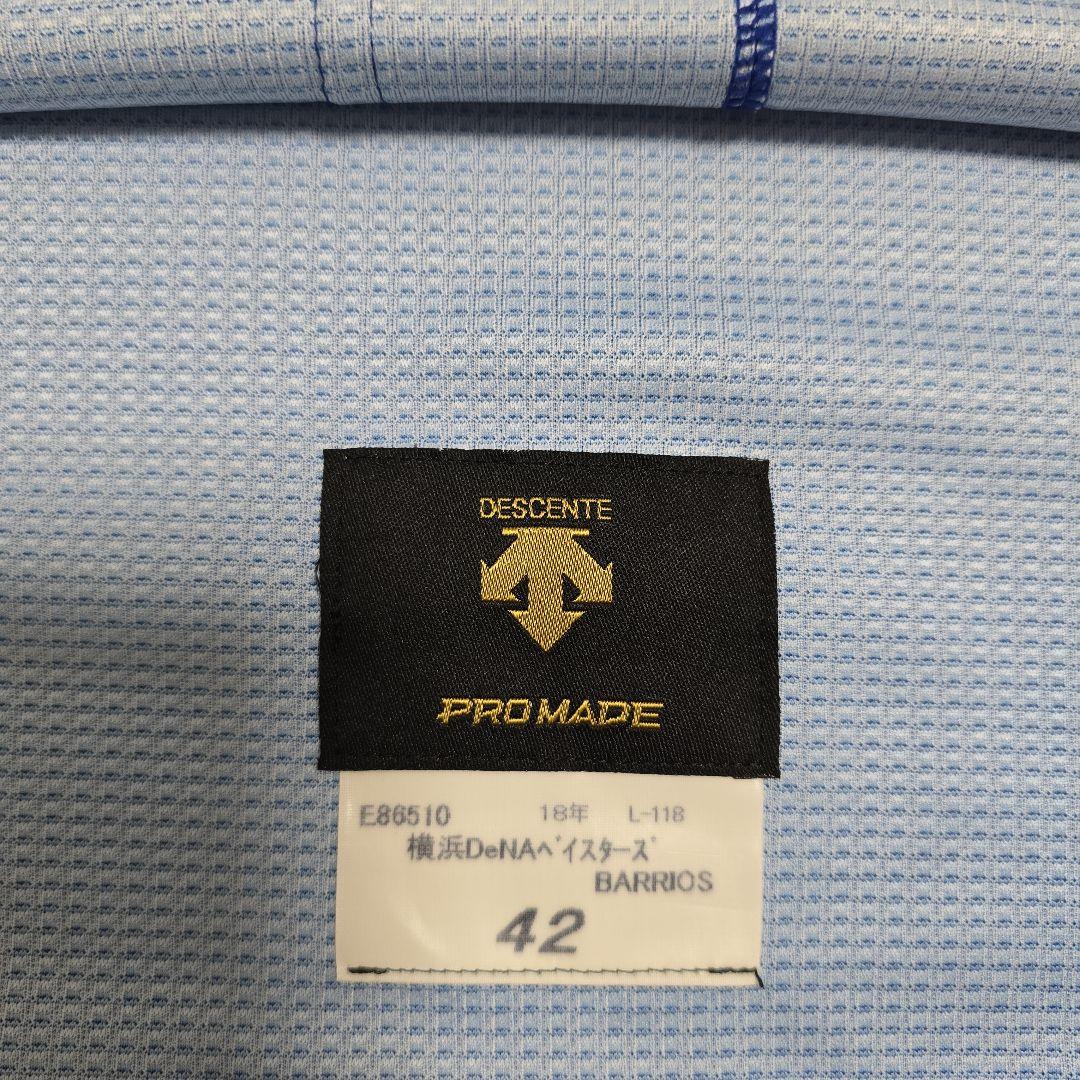 DESCENTE
PRO MADE
E86510 18年 L-118
横浜DeNAﾍﾞｲｽﾀｰｽﾞ
BARRIOS
42